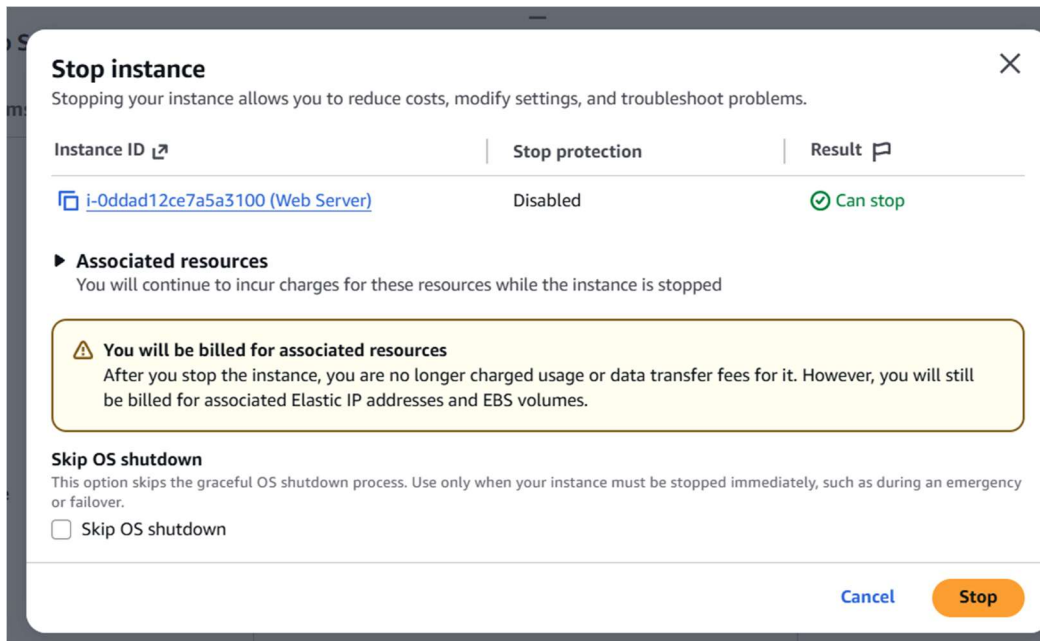 Stop instance
Stopping your instance allows you to reduce costs, modify settings, and troubleshoot problems.
Instance ID
Stop protection
Result
i-0ddad12ce7a5a3100 (Web Server)
Disabled
Can stop
Associated resources
You will continue to incur charges for these resources while the instance is stopped
You will be billed for associated resources
After you stop the instance, you are no longer charged usage or data transfer fees for it. However, you will still
be billed for associated Elastic IP addresses and EBS volumes.
Skip OS shutdown
This option skips the graceful OS shutdown process. Use only when your instance must be stopped immediately, such as during an emergency
or failover.
Skip OS shutdown
Cancel
Stop